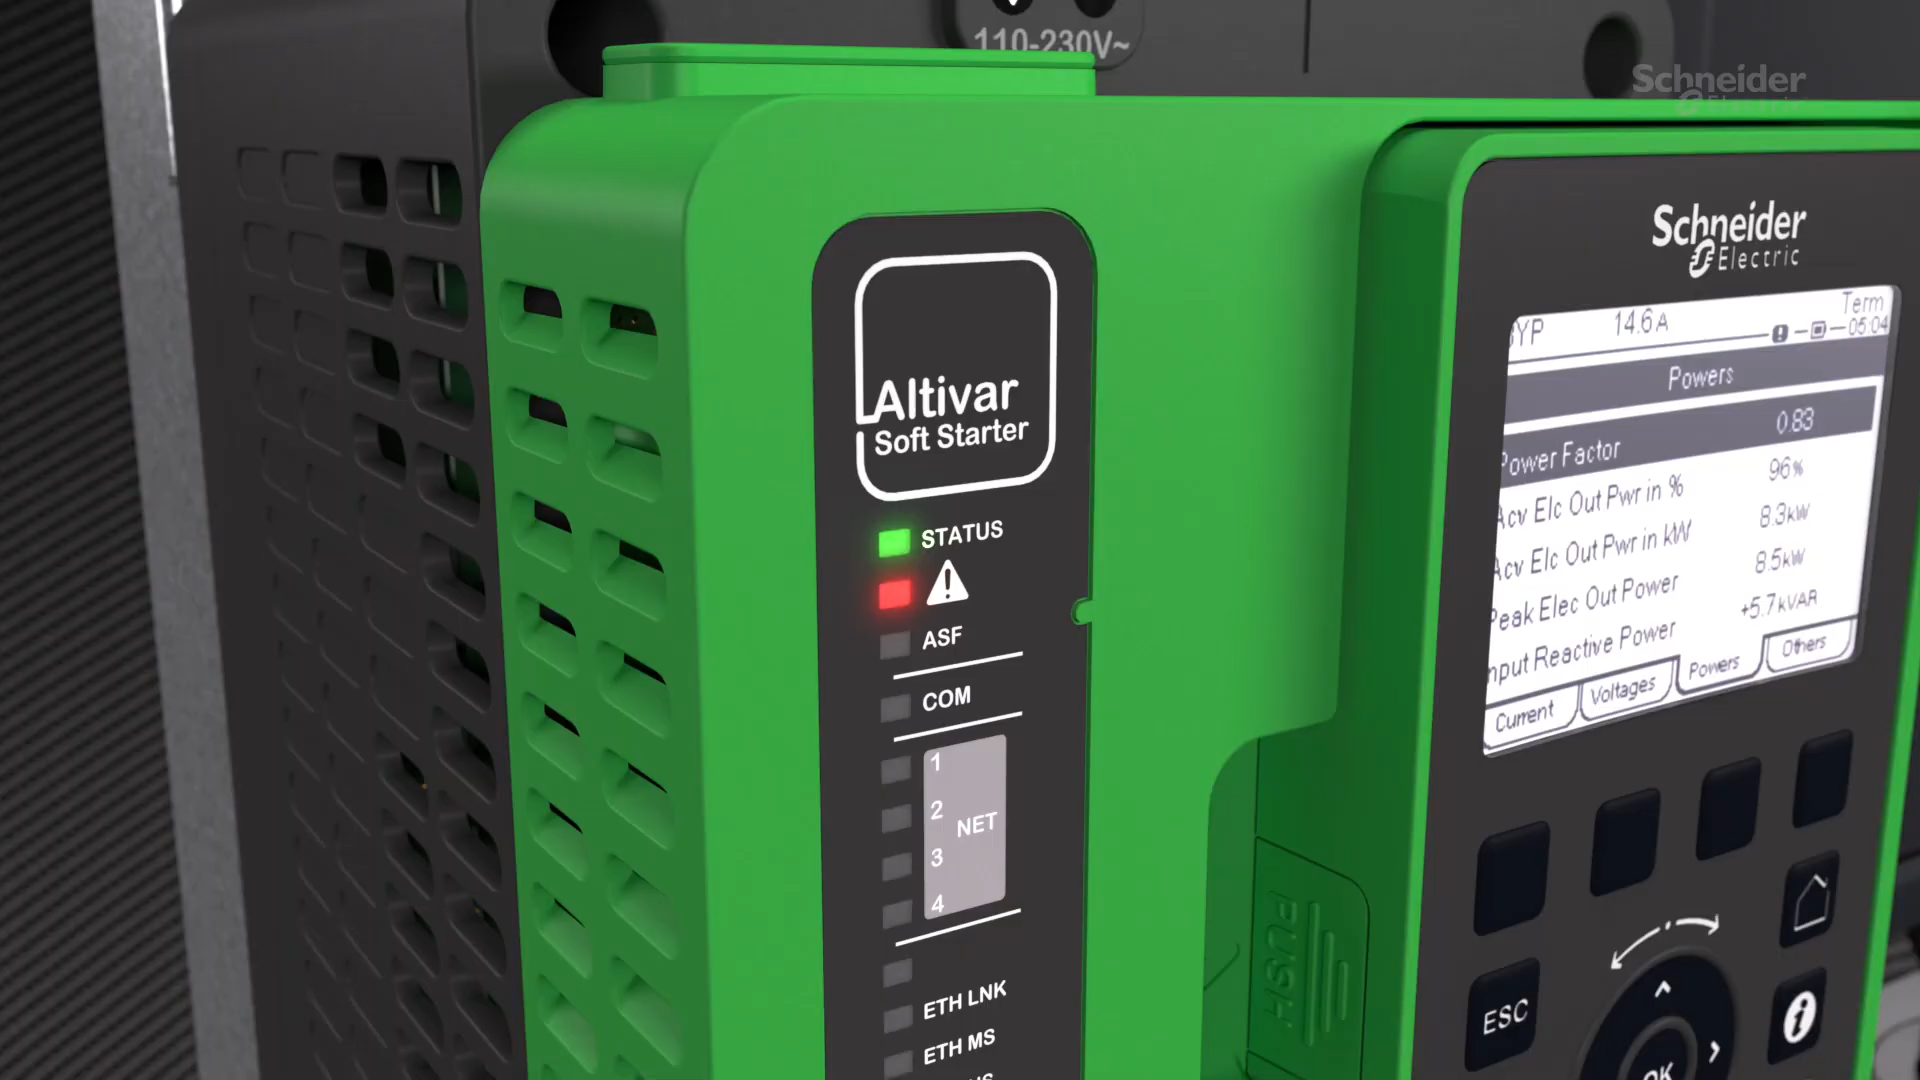 110-230V~
Schneider
Electric
Schneider
Electric
14.6A
Term
05:04
Powers
Power Factor 0.83
Acv Elc Out Pwr in % 96%
Acv Elc Out Pwr in kW 8.3kW
Peak Elec Out Power 8.5kW
Input Reactive Power +5.7kVAR
Current
Voltages
Powers
Others
Altivar
Soft Starter
STATUS
ASF
COM
1
2
NET
3
4
ETH LNK
ETH MS
PUSH
ESC
OK